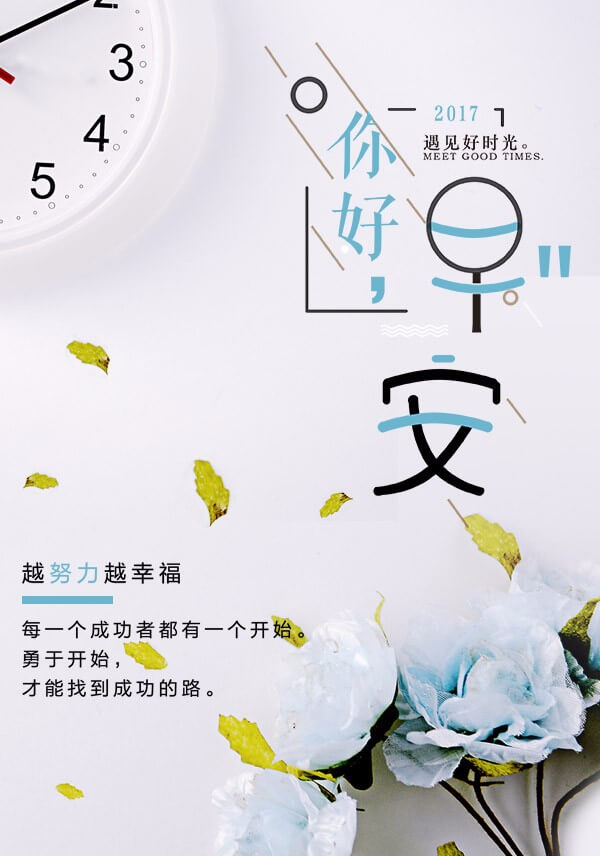 2
3
4
5
2017
遇见好时光。
MEET GOOD TIMES.
你好，
早安"
越努力越幸福
每一个成功者都有一个开始。
勇于开始，
才能找到成功的路。